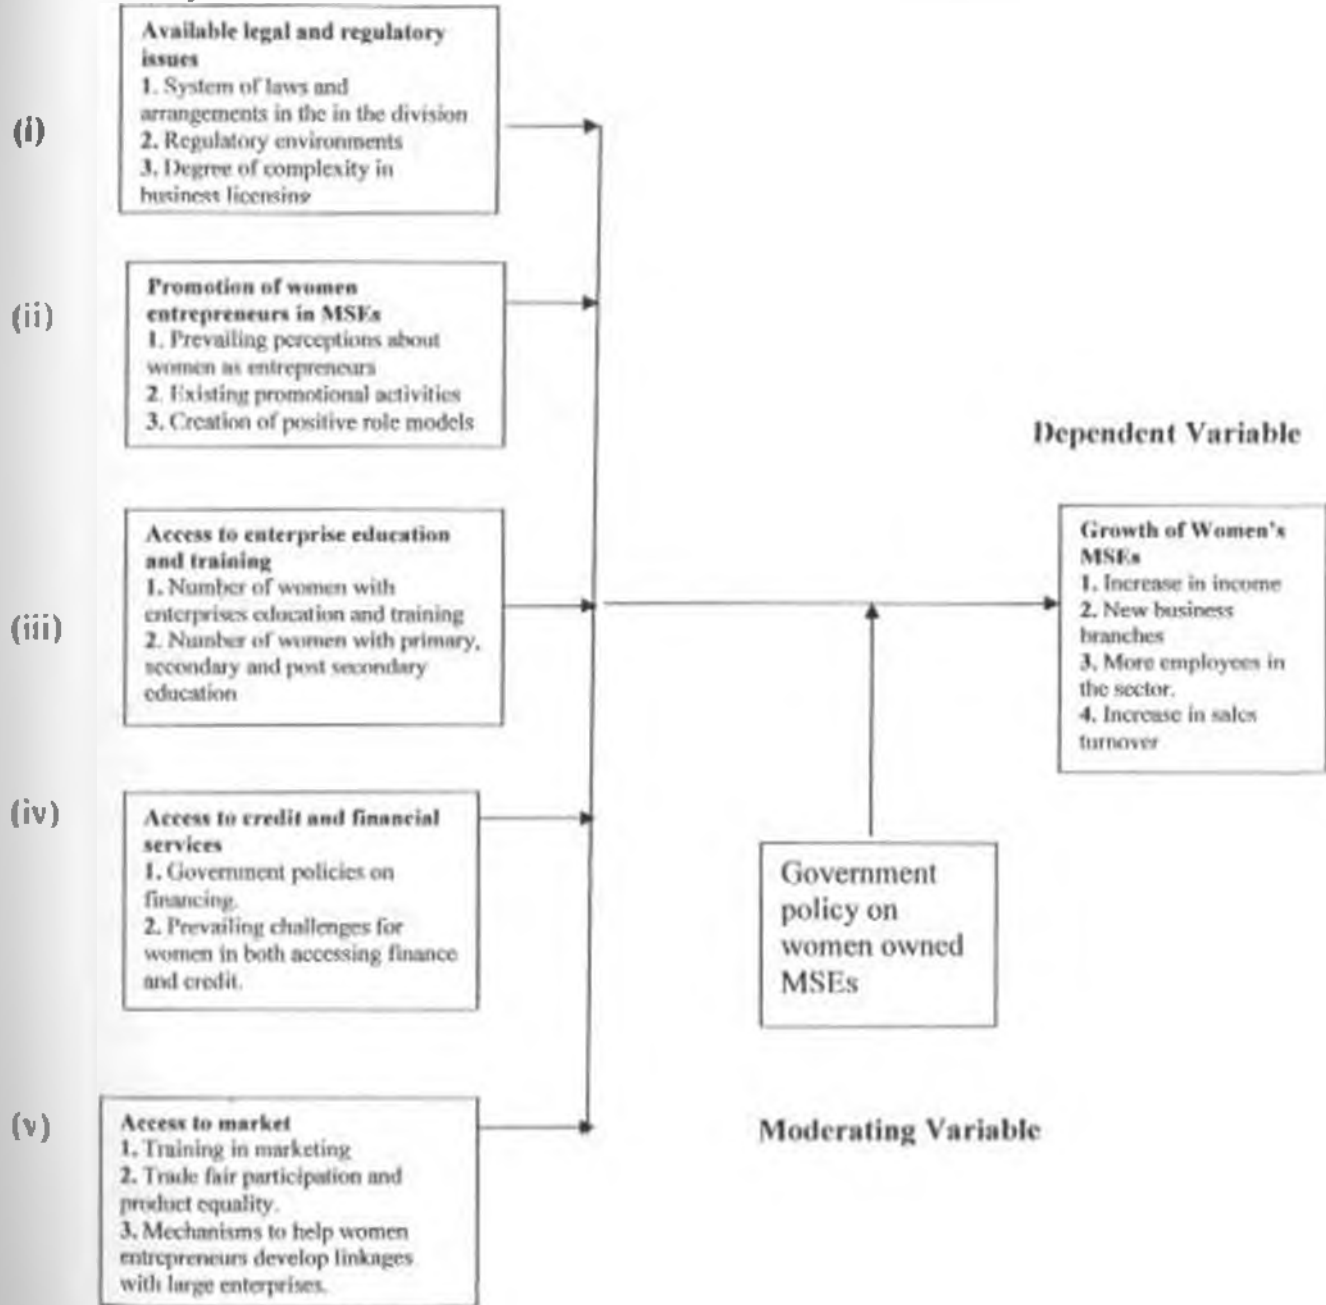 (i)
Available legal and regulatory
issues
1. System of laws and
arrangements in the in the division
2. Regulatory environments
3. Degree of complexity in
business licensing
(ii)
Promotion of women
entrepreneurs in MSEs
1. Prevailing perceptions about
women as entrepreneurs
2. Existing promotional activities
3. Creation of positive role models
(iii)
Access to enterprise education
and training
1. Number of women with
enterprises education and training
2. Number of women with primary,
secondary and post secondary
education
(iv)
Access to credit and financial
services
1. Government policies on
financing.
2. Prevailing challenges for
women in both accessing finance
and credit.
(v)
Access to market
1. Training in marketing
2. Trade fair participation and
product equality.
3. Mechanisms to help women
entrepreneurs develop linkages
with large enterprises.
Dependent Variable
Growth of Women's
MSEs
1. Increase in income
2. New business
branches
3. More employees in
the sector.
4. Increase in sales
turnover
Government
policy on
women owned
MSEs
Moderating Variable